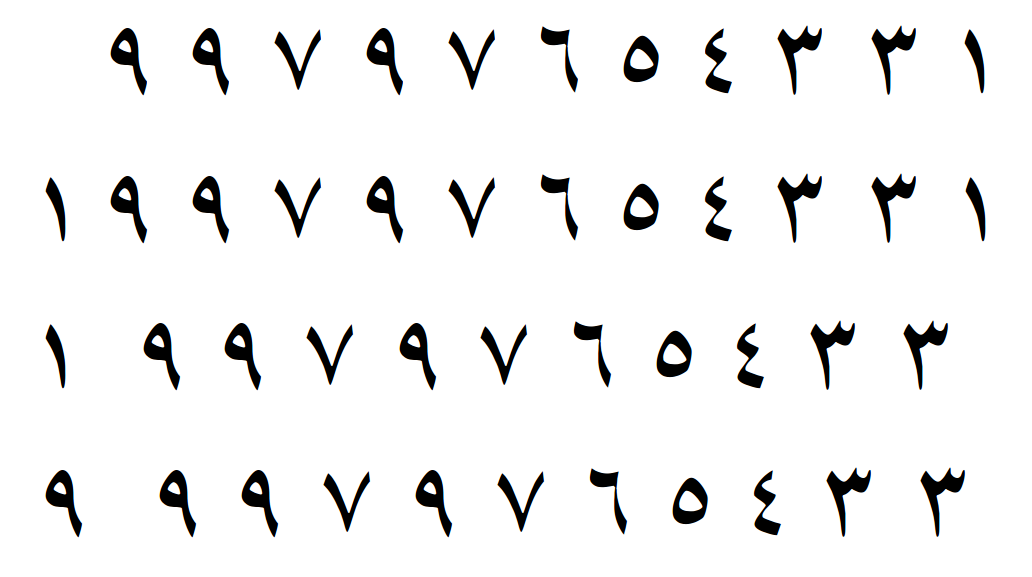 ١ ٣ ٣ ٤ ٥ ٦ ٧ ٩ ٧ ٩ ٩
١ ٣ ٣ ٤ ٥ ٦ ٧ ٩ ٧ ٩ ٩ ١
٣ ٣ ٤ ٥ ٦ ٧ ٩ ٧ ٩ ٩ ١
٣ ٣ ٤ ٥ ٦ ٧ ٩ ٧ ٩ ٩ ٩